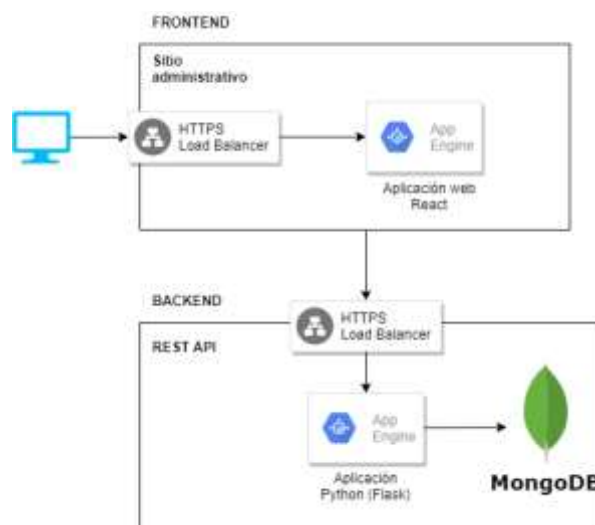 FRONTEND
Sitio
administrativo
HTTPS
Load Balancer
App
Engine
Aplicación web
React
BACKEND
HTTPS
Load Balancer
REST API
App
Engine
Aplicación
Python (Flask)
MongoDB